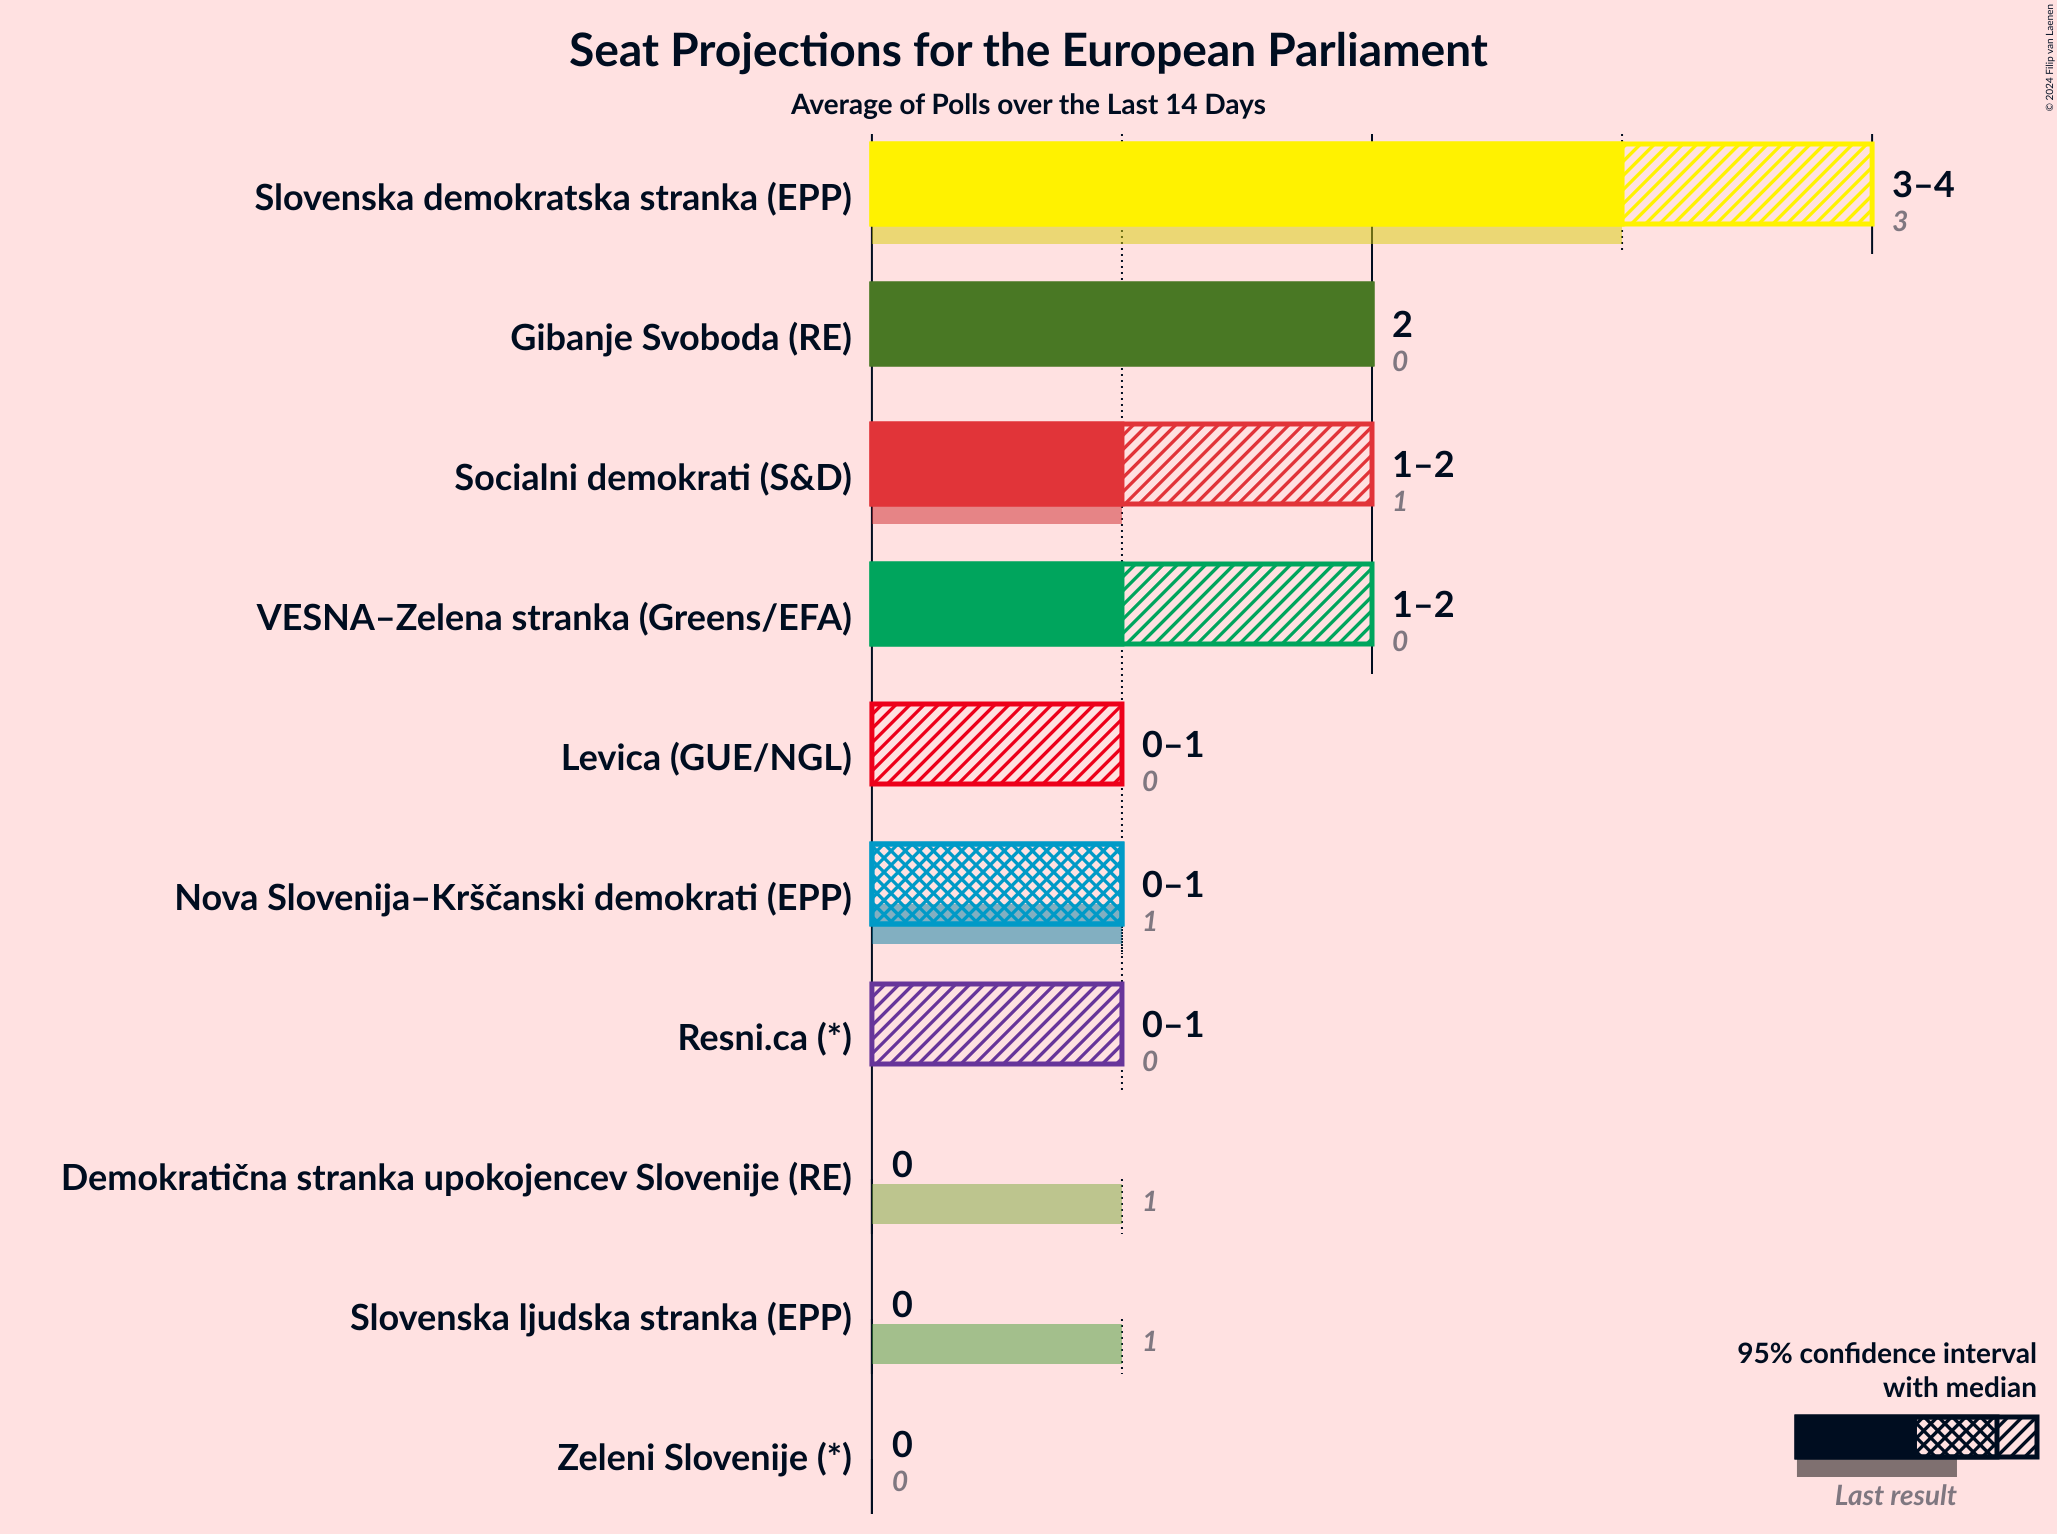 Seat Projections for the European Parliament
Average of Polls over the Last 14 Days
© 2024 Filip van Laenen
Slovenska demokratska stranka (EPP)
3–4
3
Gibanje Svoboda (RE)
2
0
Socialni demokrati (S&D)
1–2
1
VESNA–Zelena stranka (Greens/EFA)
1–2
0
Levica (GUE/NGL)
0–1
0
Nova Slovenija–Krščanski demokrati (EPP)
0–1
1
Resni.ca (*)
0–1
0
Demokratična stranka upokojencev Slovenije (RE)
0
1
Slovenska ljudska stranka (EPP)
0
1
Zeleni Slovenije (*)
0
0
95% confidence interval
with median
Last result